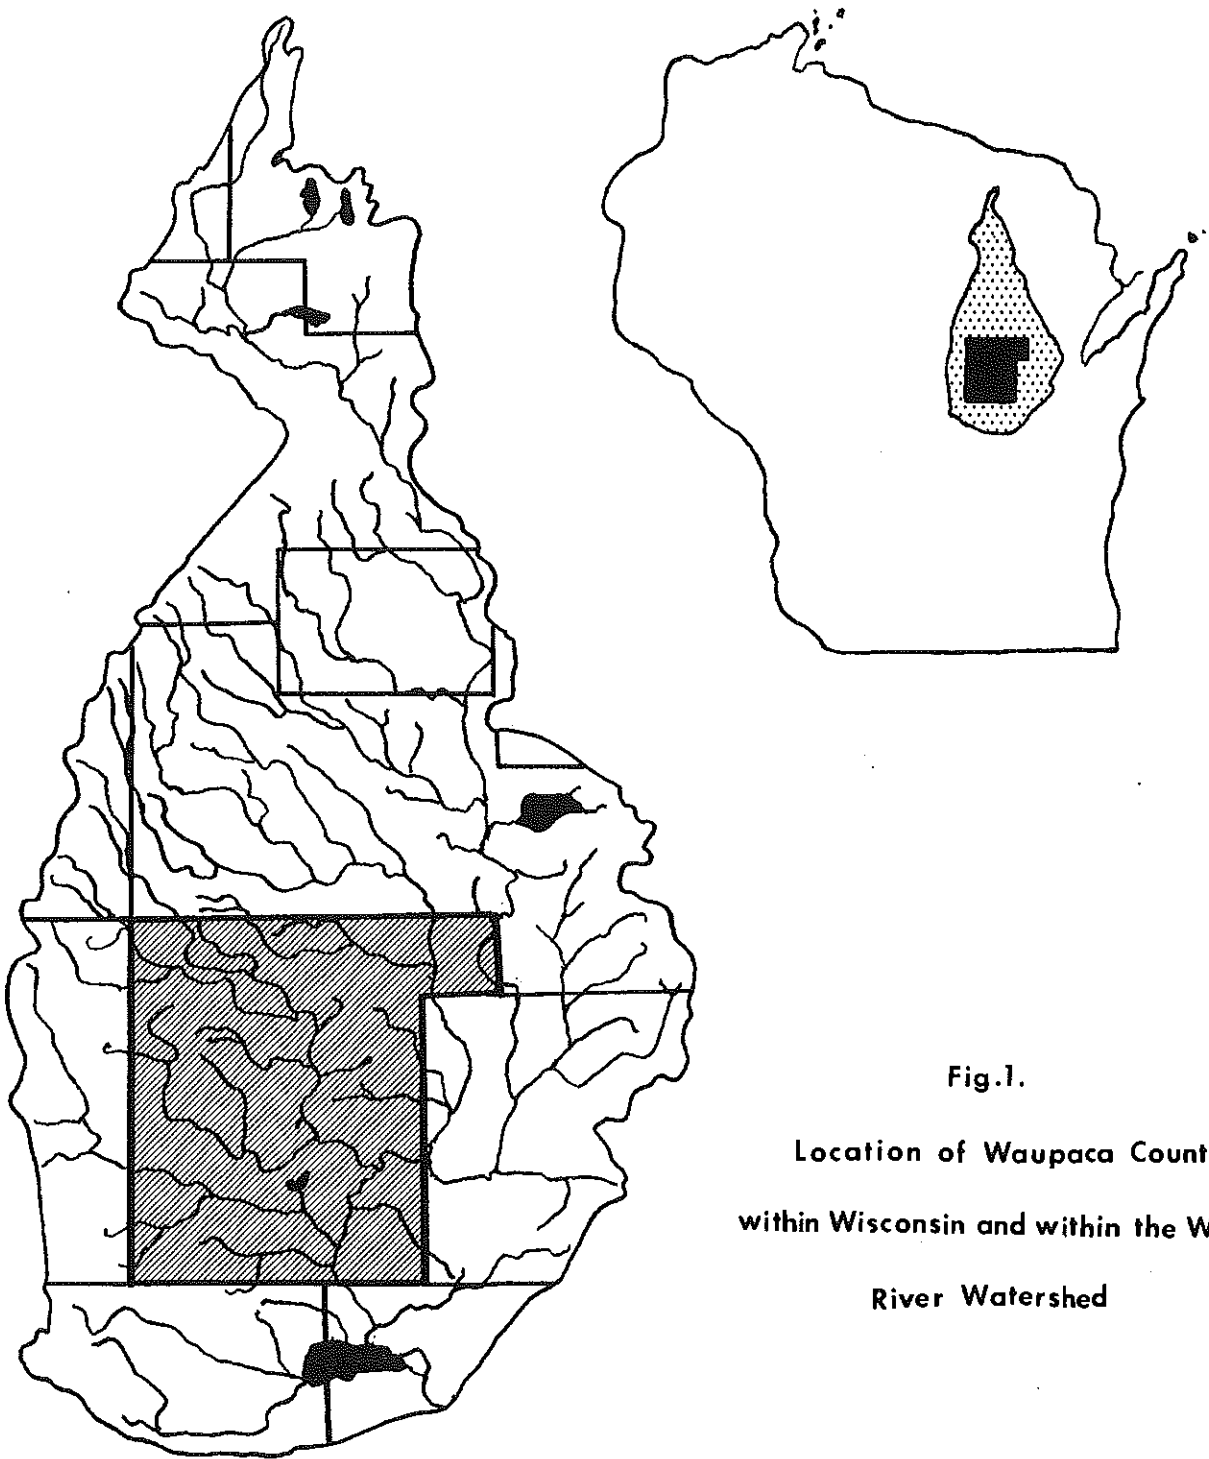 Fig.1.
Location of Waupaca Count
within Wisconsin and within the W
River Watershed